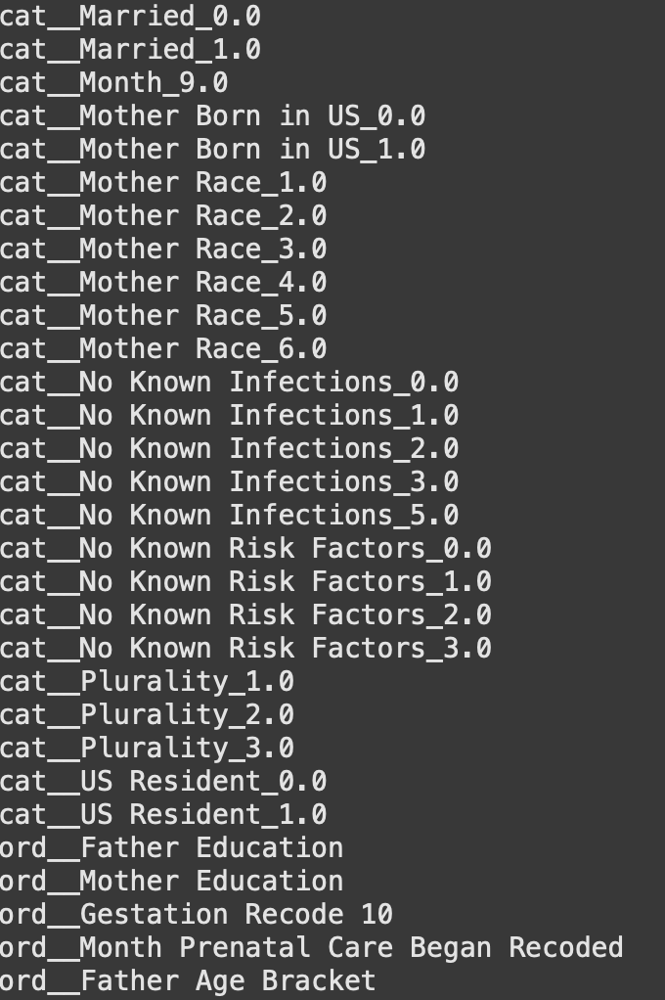 cat__Married_0.0
cat__Married_1.0
cat__Month_9.0
cat__Mother Born in US_0.0
cat__Mother Born in US_1.0
cat__Mother Race_1.0
cat__Mother Race_2.0
cat__Mother Race_3.0
cat__Mother Race_4.0
cat__Mother Race_5.0
cat__Mother Race_6.0
cat__No Known Infections_0.0
cat__No Known Infections_1.0
cat__No Known Infections_2.0
cat__No Known Infections_3.0
cat__No Known Infections_5.0
cat__No Known Risk Factors_0.0
cat__No Known Risk Factors_1.0
cat__No Known Risk Factors_2.0
cat__No Known Risk Factors_3.0
cat__Plurality_1.0
cat__Plurality_2.0
cat__Plurality_3.0
cat__US Resident_0.0
cat__US Resident_1.0
ord__Father Education
ord__Mother Education
ord__Gestation Recode 10
ord__Month Prenatal Care Began Recoded
ord__Father Age Bracket